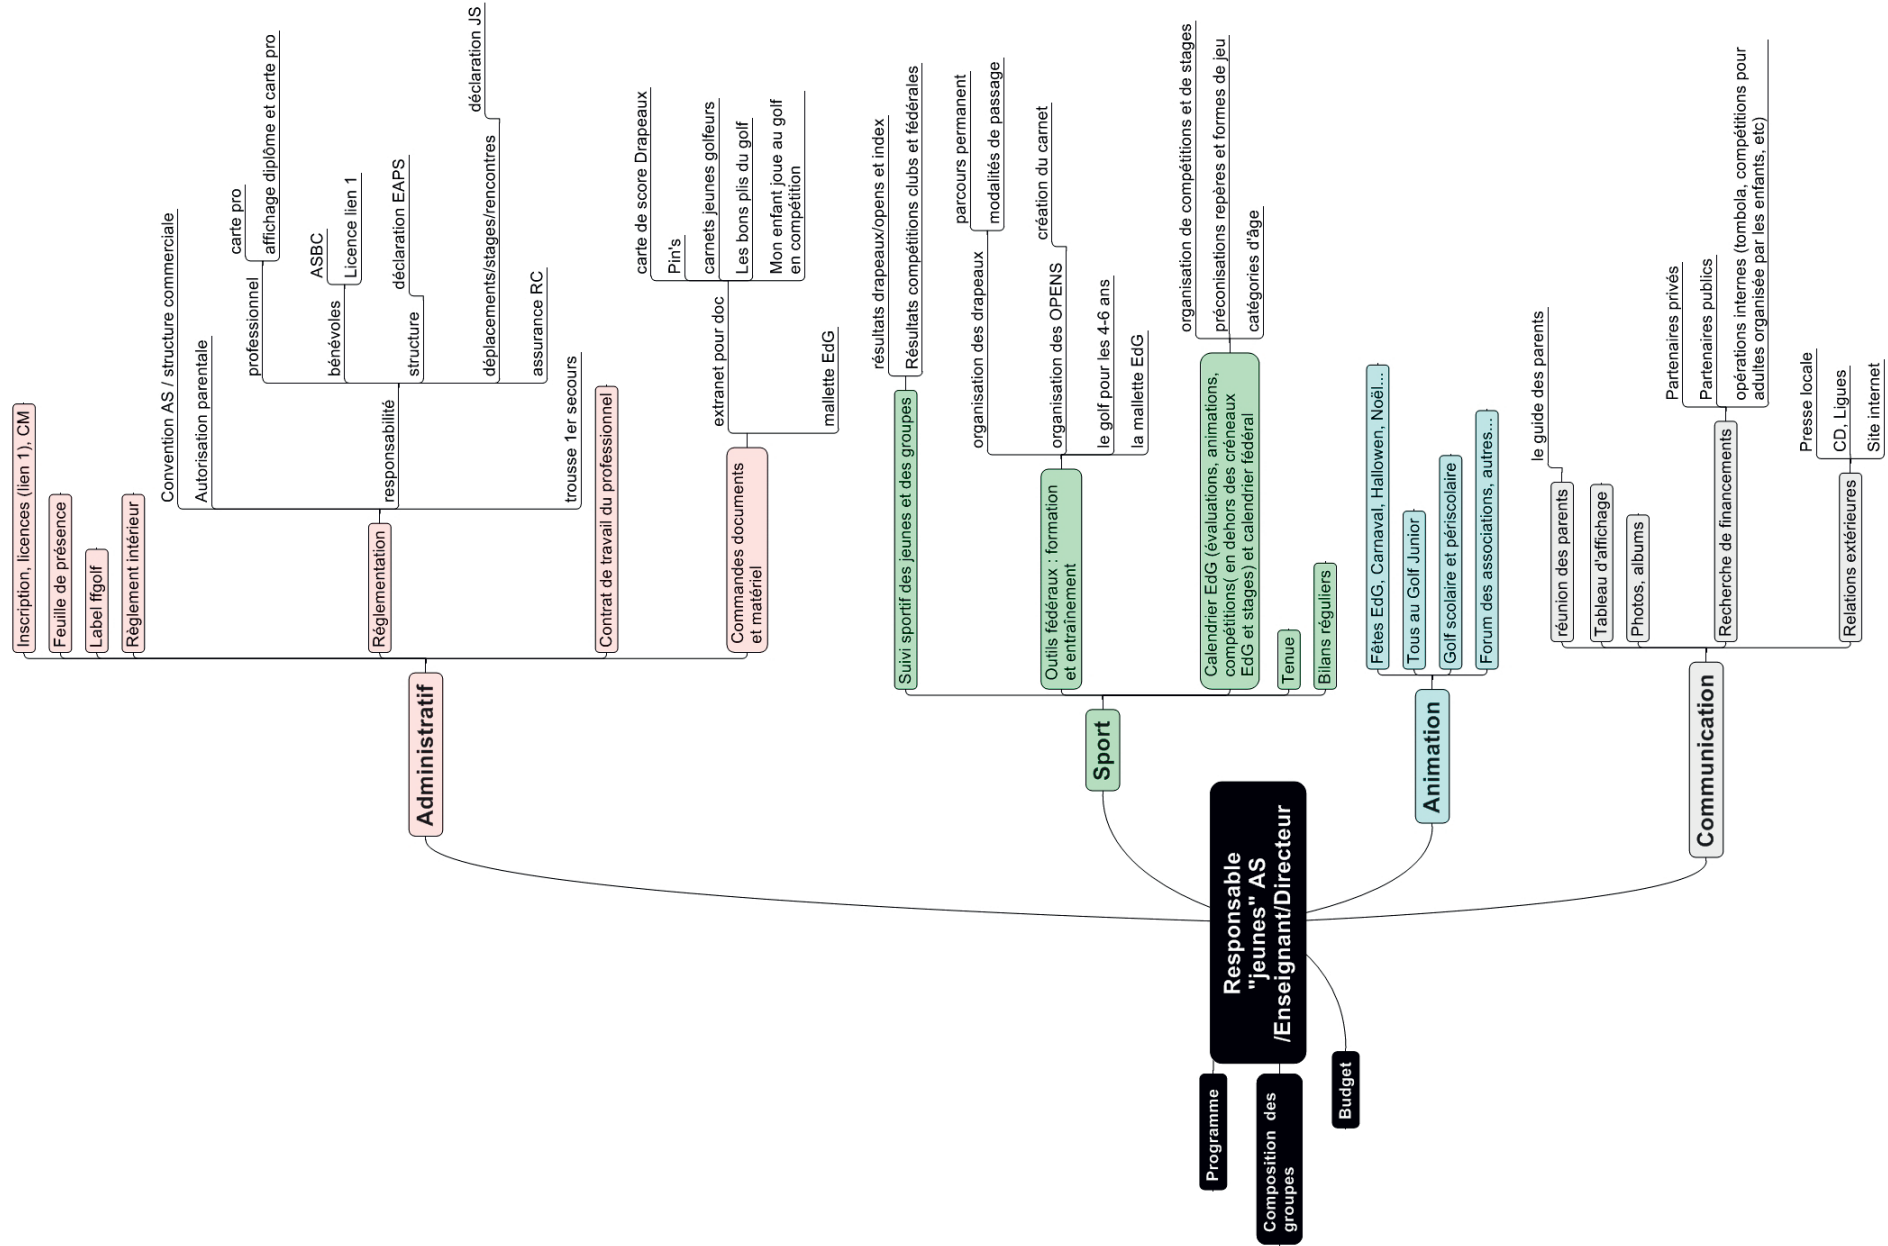 Responsable
"jeunes" AS
/Enseignant/Directeur
Administratif
Inscription, licences (lien 1), CM
Feuille de présence
Label ffgolf
Règlement intérieur
Réglementation
Convention AS / structure commerciale
Autorisation parentale
responsabilité
professionnel
carte pro
affichage diplôme et carte pro
bénévoles
ASBC
Licence lien 1
structure
déclaration EAPS
déplacements/stages/rencontres
déclaration JS
assurance RC
trousse 1er secours
Contrat de travail du professionnel
Commandes documents
et matériel
extranet pour doc
carte de score Drapeaux
Pin's
carnets jeunes golfeurs
Les bons plis du golf
Mon enfant joue au golf
en compétition
mallette EdG
Sport
Suivi sportif des jeunes et des groupes
résultats drapeaux/opens et index
Résultats compétitions clubs et fédérales
Outils fédéraux : formation
et entraînement
organisation des drapeaux
parcours permanent
modalités de passage
organisation des OPENS
création du carnet
le golf pour les 4-6 ans
la mallette EdG
Calendrier EdG (évaluations, animations,
compétitions( en dehors des créneaux
EdG et stages) et calendrier fédéral
organisation de compétitions et de stages
préconisations repères et formes de jeu
catégories d'âge
Tenue
Bilans réguliers
Animation
Fêtes EdG, Carnaval, Hallowen, Noël...
Tous au Golf Junior
Golf scolaire et périscolaire
Forum des associations, autres...
Communication
réunion des parents
le guide des parents
Tableau d'affichage
Photos, albums
Recherche de financements
Partenaires privés
Partenaires publics
opérations internes (tombola, compétitions pour
adultes organisée par les enfants, etc)
Relations extérieures
Presse locale
CD, Ligues
Site internet
Programme
Composition des
groupes
Budget